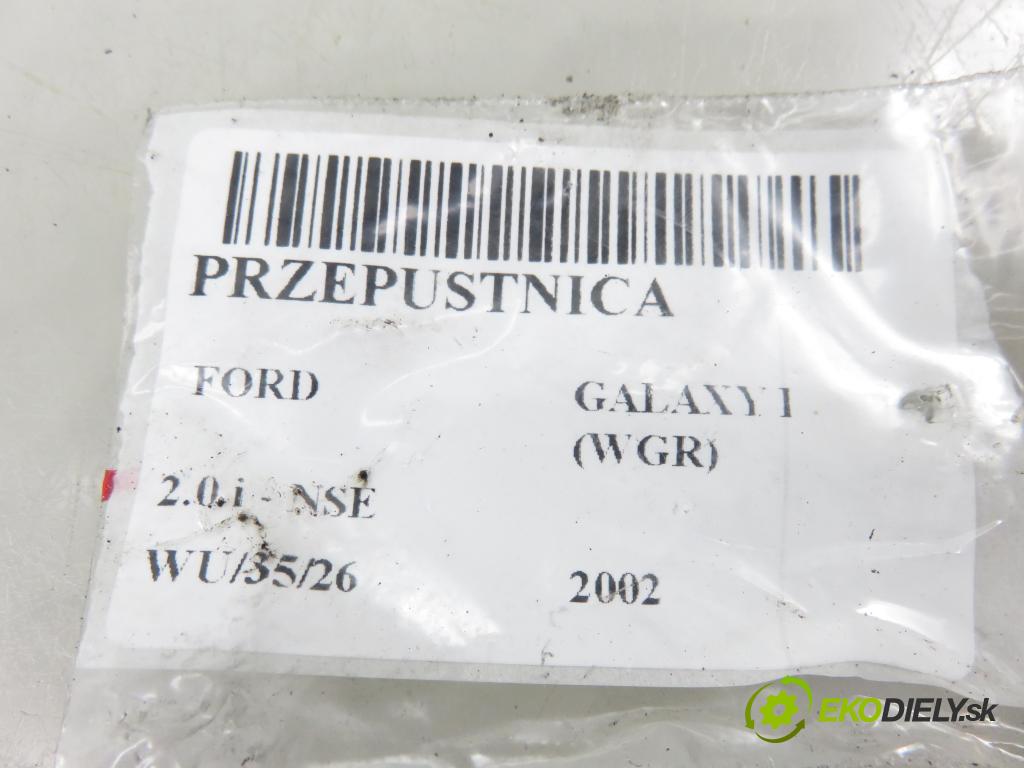 PRZEPUSTNICA
FORD GALAXY I
(WGR)
2.0.i - NSE
WU/35/26 2002
EKODIELY.sk